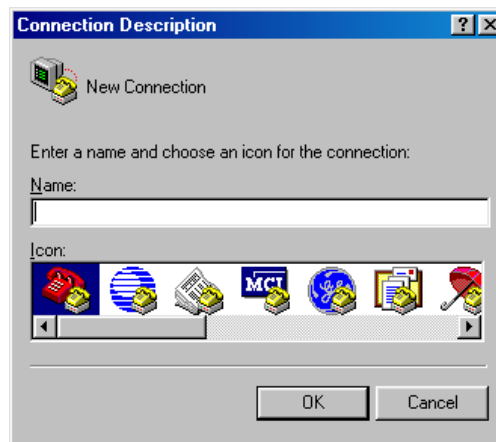 Connection Description
New Connection
Enter a name and choose an icon for the connection:
Name:
Icon:
MCI
OK
Cancel